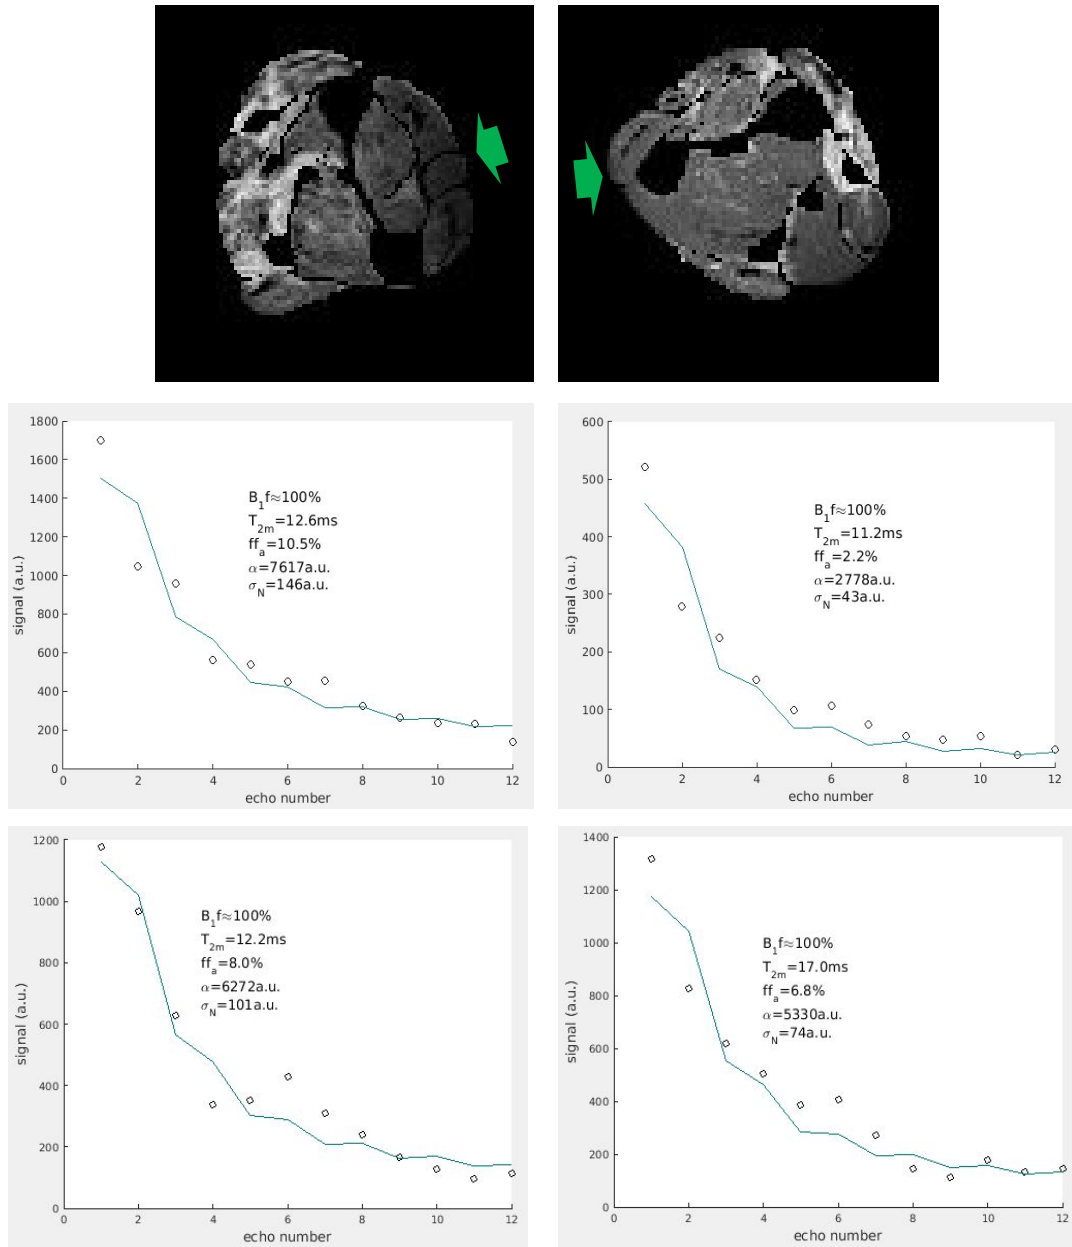 1800
1600
1400
1200
1000
800
600
400
200
0
signal (a.u.)
B1f≈100%
T2m=12.6ms
ffa=10.5%
α=7617a.u.
σN=146a.u.
0 2 4 6 8 10 12
echo number
600
500
400
300
200
100
0
signal (a.u.)
B1f≈100%
T2m=11.2ms
ffa=2.2%
α=2778a.u.
σN=43a.u.
0 2 4 6 8 10 12
echo number
1200
1000
800
600
400
200
0
signal (a.u.)
B1f≈100%
T2m=12.2ms
ffa=8.0%
α=6272a.u.
σN=101a.u.
0 2 4 6 8 10 12
echo number
1400
1200
1000
800
600
400
200
0
signal (a.u.)
B1f≈100%
T2m=17.0ms
ffa=6.8%
α=5330a.u.
σN=74a.u.
0 2 4 6 8 10 12
echo number